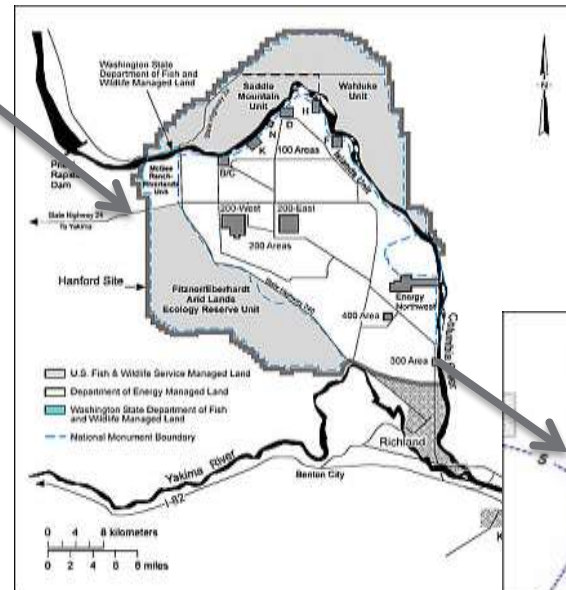 Washington State
Department of Fish and
Wildlife Managed Land
Saddle
Mountain
Unit
Wahluke
Unit
N
H
D
N
K
100 Areas
B/C
McGee
Ranch-
Riverlands
Unit
Rapids
Dam
State Highway 24
To Yakima
200-West
200-East
200 Areas
Hanford Site
Fitzner/Eberhardt
Arid Lands
Ecology Reserve Unit
State Highway 240
Energy
Northwest
400 Area
300 Area
Columbia
U.S. Fish & Wildlife Service Managed Land
Department of Energy Managed Land
Washington State Department of Fish
and Wildlife Managed Land
National Monument Boundary
Richland
Yakima River
Benton City
I-82
S
K
0 4 8 kilometers
0 2 4 6 8 miles